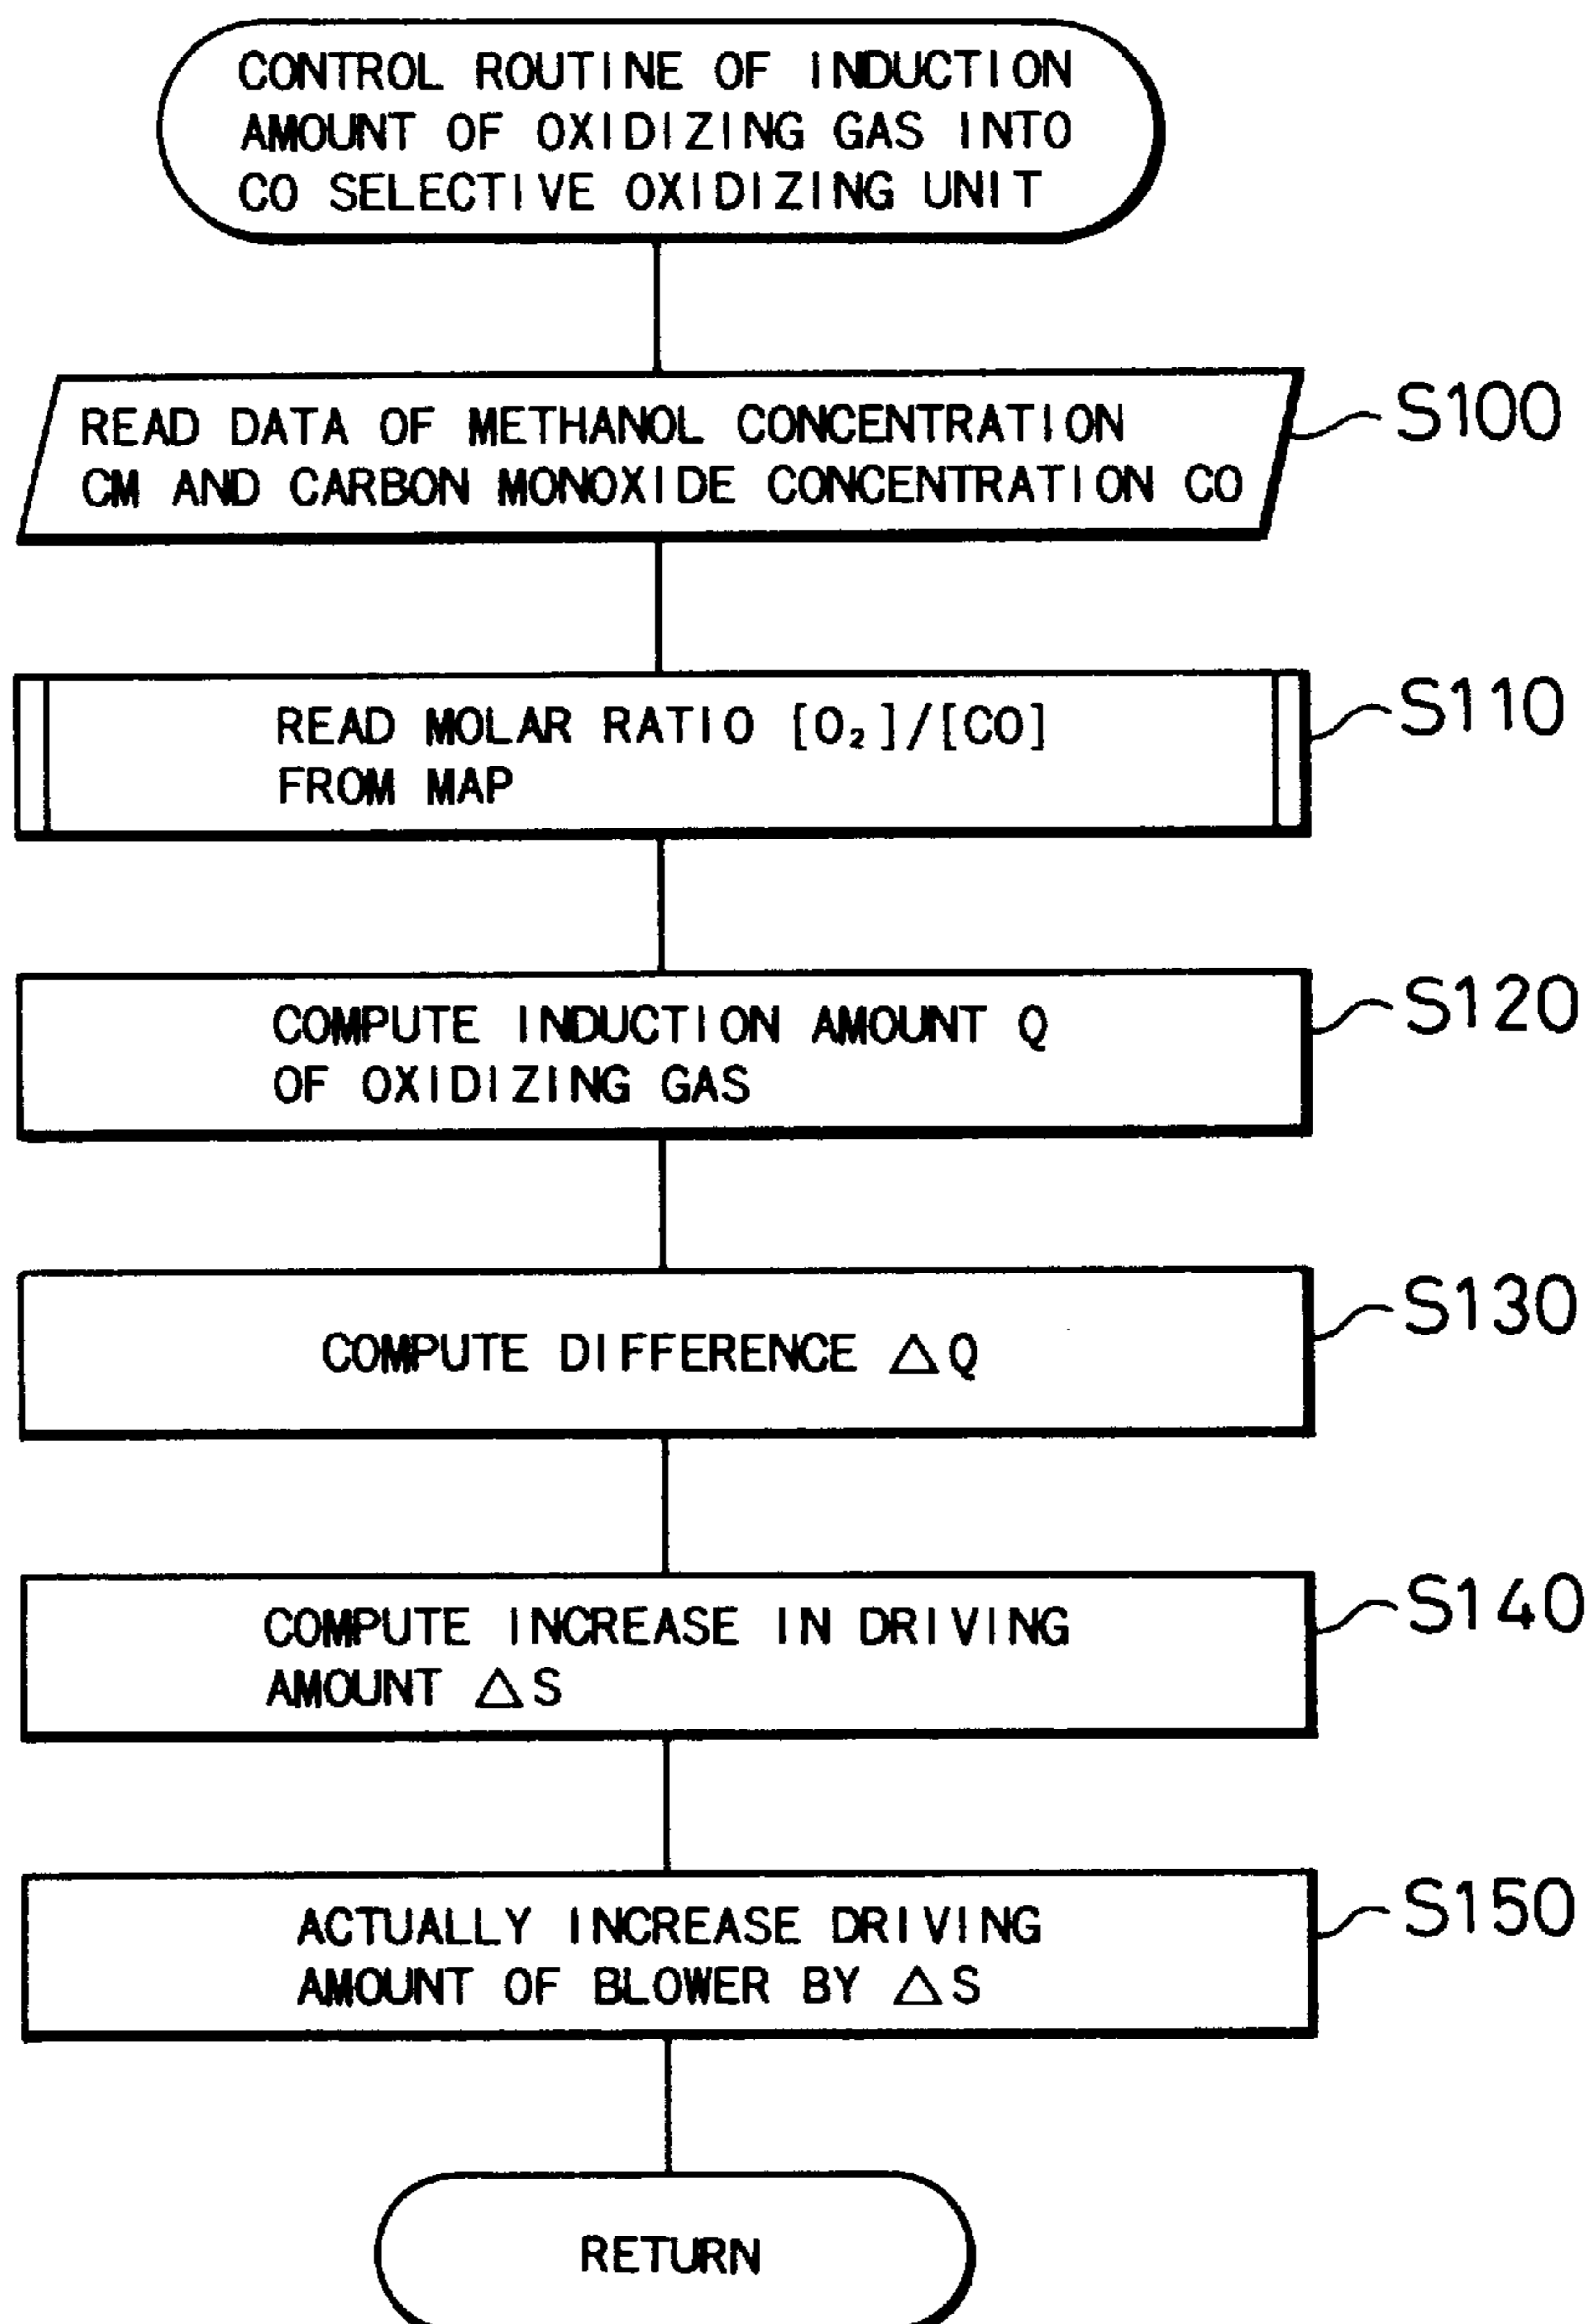 CONTROL ROUTINE OF INDUCTION
AMOUNT OF OXIDIZING GAS INTO
CO SELECTIVE OXIDIZING UNIT
READ DATA OF METHANOL CONCENTRATION
CM AND CARBON MONOXIDE CONCENTRATION CO
S100
READ MOLAR RATIO [O₂]/[CO]
FROM MAP
S110
COMPUTE INDUCTION AMOUNT Q
OF OXIDIZING GAS
S120
COMPUTE DIFFERENCE △Q
S130
COMPUTE INCREASE IN DRIVING
AMOUNT △S
S140
ACTUALLY INCREASE DRIVING
AMOUNT OF BLOWER BY △S
S150
RETURN